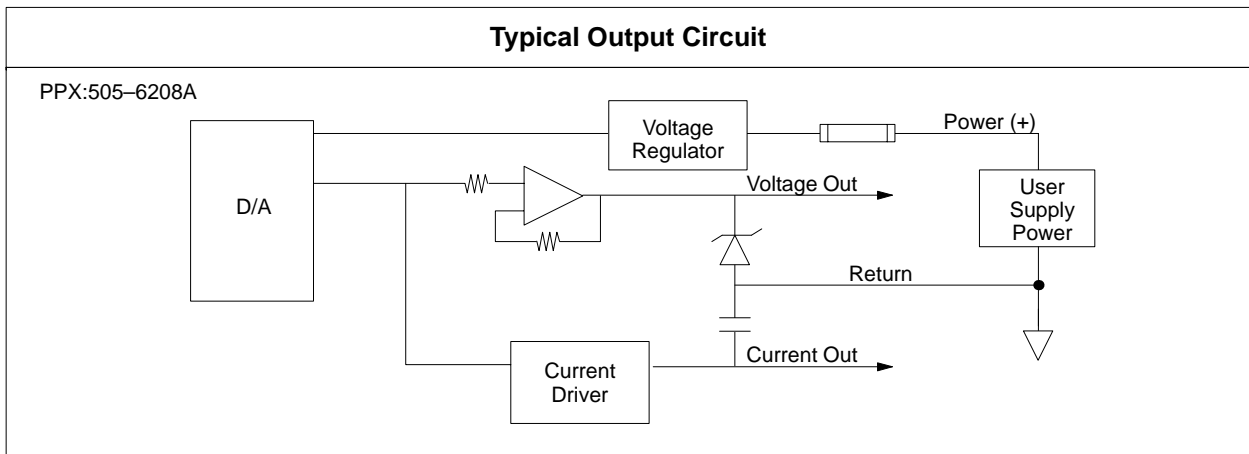 Typical Output Circuit
PPX:505–6208A
Voltage
Regulator
Power (+)
D/A
Voltage Out
User
Supply
Power
Return
Current Out
Current
Driver